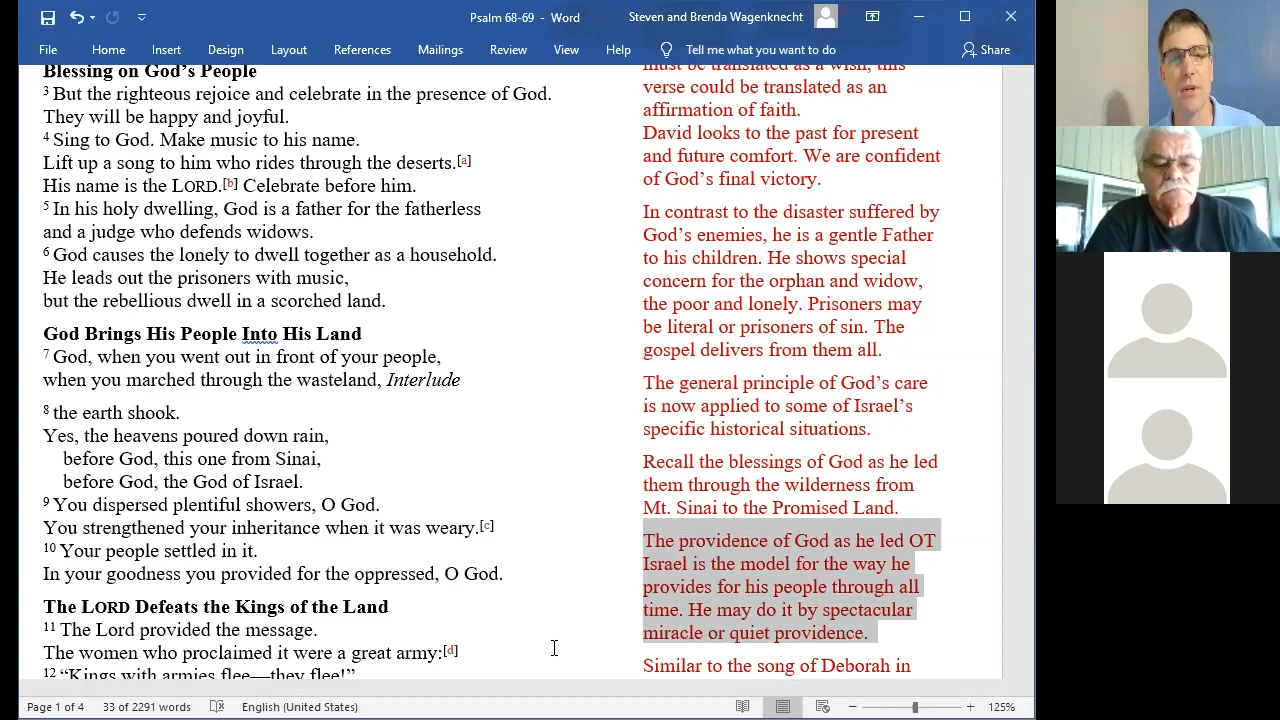 Psalm 68-69 - Word
Steven and Brenda Wagenknecht
File Home Insert Design Layout References Mailings Review View Help Tell me what you want to do Share
Blessing on God's People
3 But the righteous rejoice and celebrate in the presence of God.
They will be happy and joyful.
4 Sing to God. Make music to his name.
Lift up a song to him who rides through the deserts.[a]
His name is the LORD.[b] Celebrate before him.
5 In his holy dwelling, God is a father for the fatherless
and a judge who defends widows.
6 God causes the lonely to dwell together as a household.
He leads out the prisoners with music,
but the rebellious dwell in a scorched land.
God Brings His People Into His Land
7 God, when you went out in front of your people,
when you marched through the wasteland, Interlude
8 the earth shook.
Yes, the heavens poured down rain,
before God, this one from Sinai,
before God, the God of Israel.
9 You dispersed plentiful showers, O God.
You strengthened your inheritance when it was weary.[c]
10 Your people settled in it.
In your goodness you provided for the oppressed, O God.
The LORD Defeats the Kings of the Land
11 The Lord provided the message.
The women who proclaimed it were a great army:[d]
12 "Kings with armies flee—they flee!"
must be translated as a wish, this
verse could be translated as an
affirmation of faith.
David looks to the past for present
and future comfort. We are confident
of God's final victory.
In contrast to the disaster suffered by
God's enemies, he is a gentle Father
to his children. He shows special
concern for the orphan and widow,
the poor and lonely. Prisoners may
be literal or prisoners of sin. The
gospel delivers from them all.
The general principle of God's care
is now applied to some of Israel's
specific historical situations.
Recall the blessings of God as he led
them through the wilderness from
Mt. Sinai to the Promised Land.
The providence of God as he led OT
Israel is the model for the way he
provides for his people through all
time. He may do it by spectacular
miracle or quiet providence.
Similar to the song of Deborah in
Page 1 of 4 33 of 2291 words English (United States) 125%